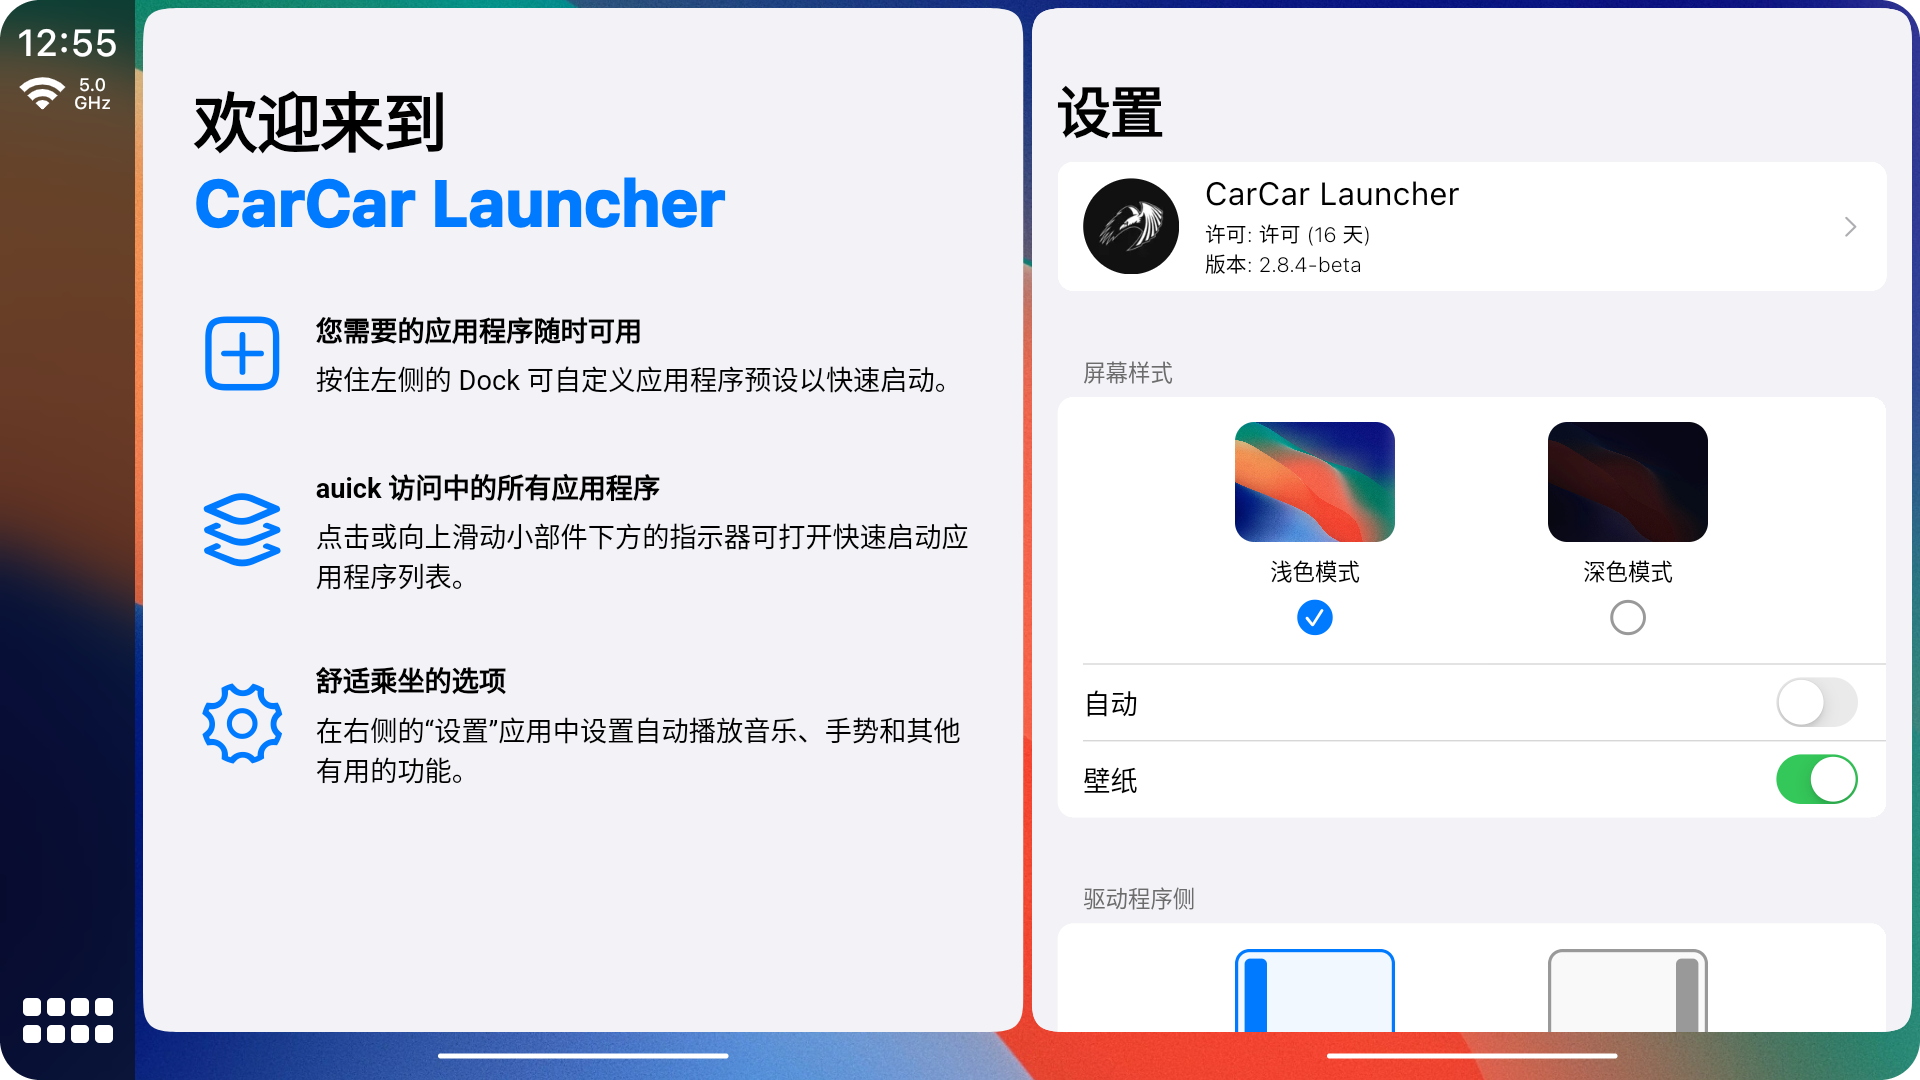 12:55
5.0
GHz
欢迎来到
CarCar Launcher
您需要的应用程序随时可用
按住左侧的 Dock 可自定义应用程序预设以快速启动。
auick 访问中的所有应用程序
点击或向上滑动小部件下方的指示器可打开快速启动应
用程序列表。
舒适乘坐的选项
在右侧的“设置”应用中设置自动播放音乐、手势和其他
有用的功能。
设置
CarCar Launcher
许可: 许可 (16 天)
版本: 2.8.4-beta
屏幕样式
浅色模式
深色模式
自动
壁纸
驱动程序侧